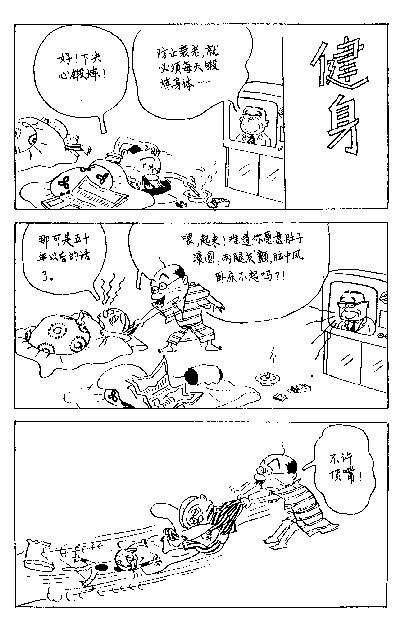 健身
防止衰老,就
必须每天锻
炼身体……
好!下决
心锻炼!
喂,起来!难道你愿意肚子
滚圆、两腿发颤、脑中风
卧床不起吗?!
那可是五十
年以后的话
了。
不许
顶嘴!